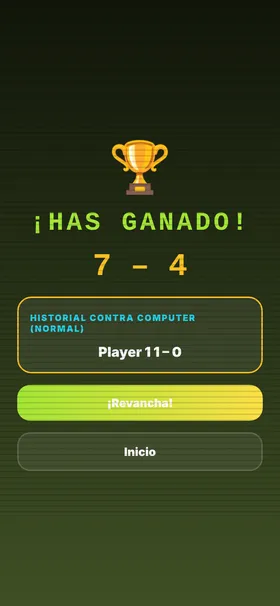 ¡HAS GANADO!
7 – 4
HISTORIAL CONTRA COMPUTER
(NORMAL)
Player 1 1 – 0
¡Revancha!
Inicio